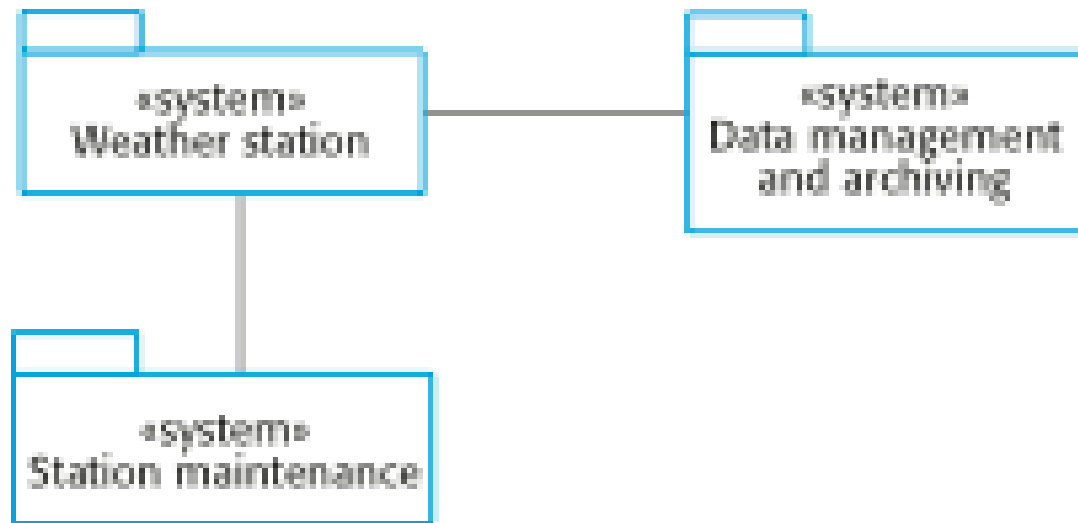 «system»
Weather station
«system»
Data management
and archiving
«system»
Station maintenance